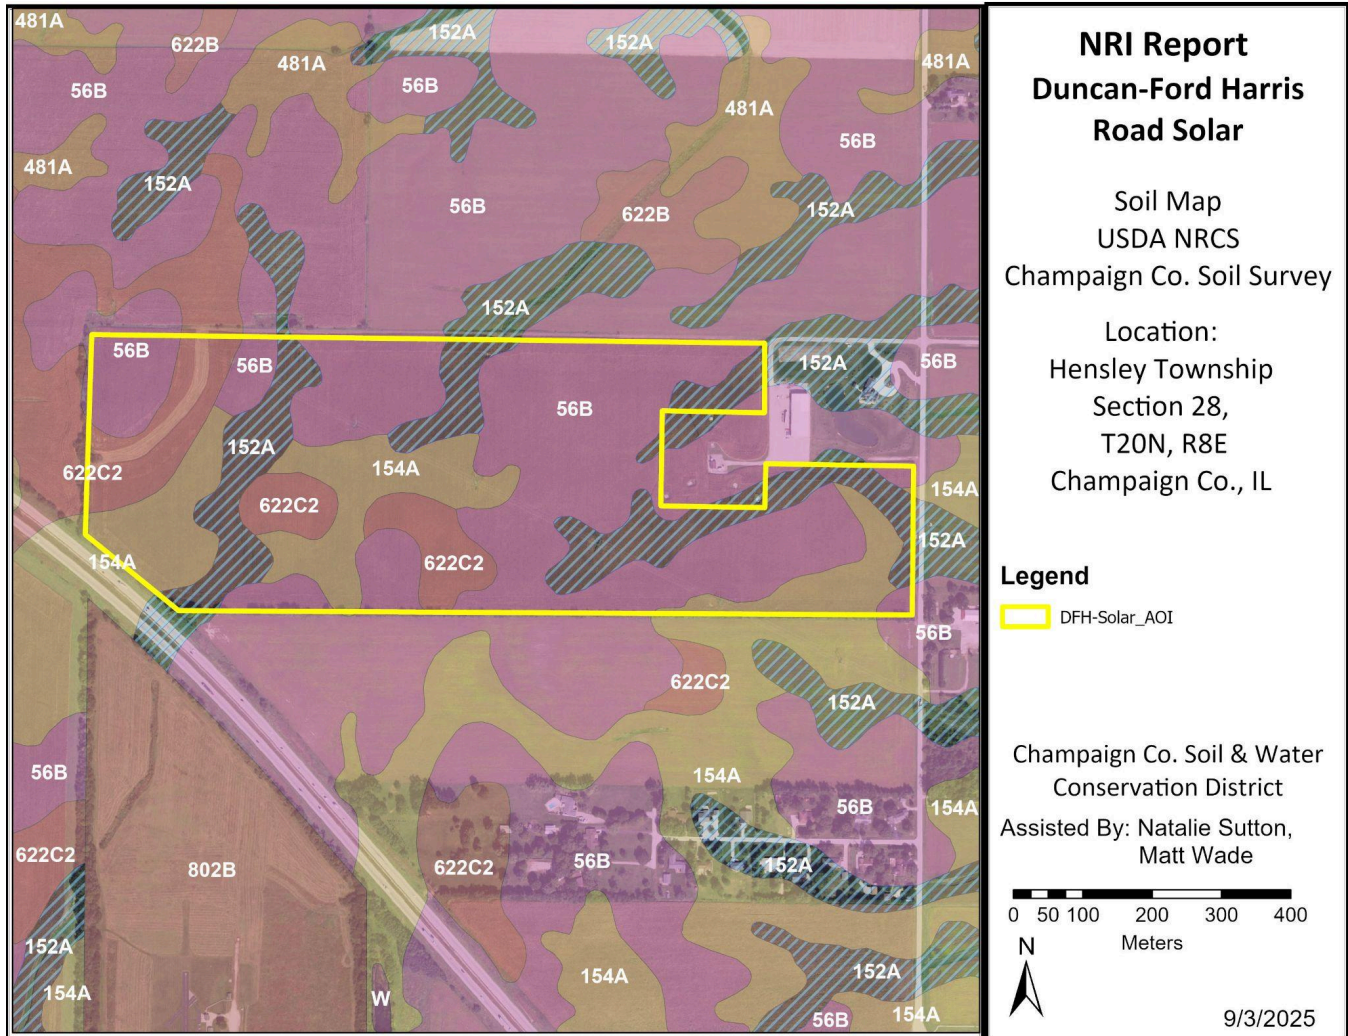 481A
622B
152A
152A
481A
481A
56B
56B
481A
56B
481A
152A
56B
622B
152A
152A
56B
56B
152A
56B
56B
152A
154A
622C2
154A
622C2
152A
154A
622C2
56B
622C2
152A
56B
154A
56B
154A
622C2
802B
622C2
56B
152A
152A
154A
154A
152A
W
56B
154A
NRI Report
Duncan-Ford Harris
Road Solar
Soil Map
USDA NRCS
Champaign Co. Soil Survey
Location:
Hensley Township
Section 28,
T20N, R8E
Champaign Co., IL
Legend
DFH-Solar_AOI
Champaign Co. Soil & Water
Conservation District
Assisted By: Natalie Sutton,
Matt Wade
0 50 100 200 300 400
Meters
N
9/3/2025